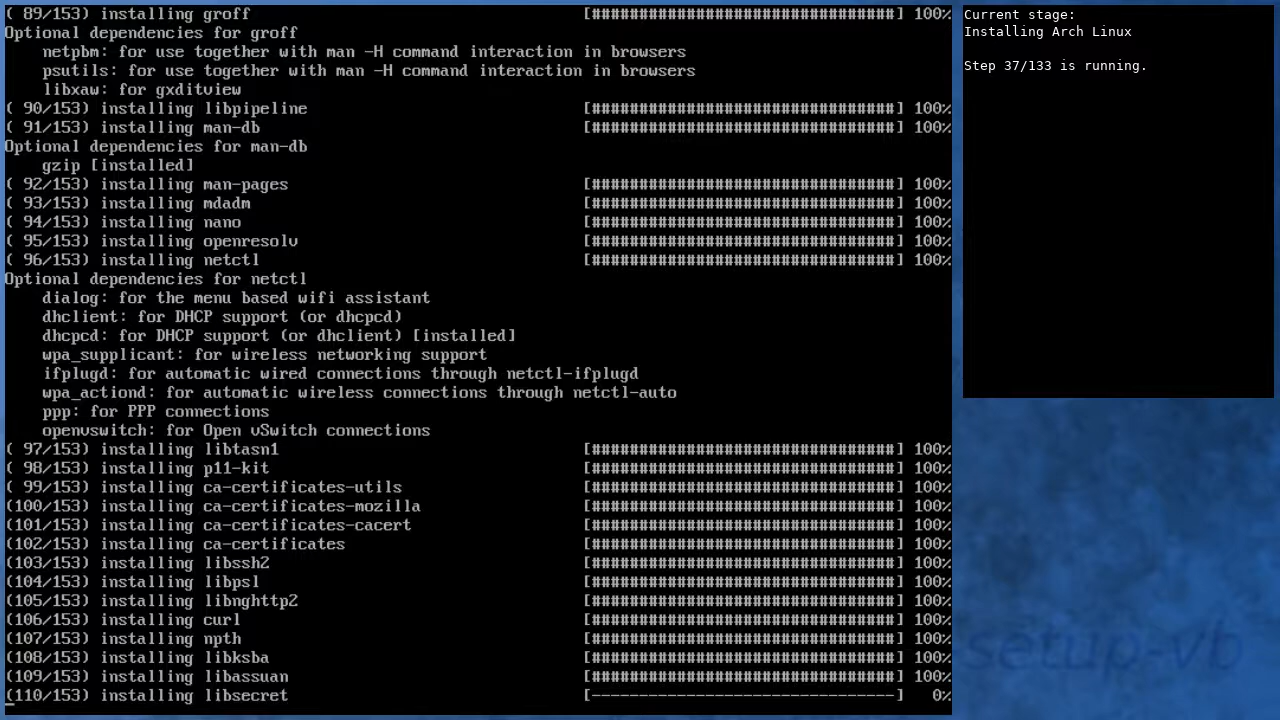 ( 89/153) installing groff [################################] 100%
Optional dependencies for groff
    netpbm: for use together with man -H command interaction in browsers
    psutils: for use together with man -H command interaction in browsers
    libxaw: for gxditview
( 90/153) installing libpipeline [################################] 100%
( 91/153) installing man-db [################################] 100%
Optional dependencies for man-db
    gzip [installed]
( 92/153) installing man-pages [################################] 100%
( 93/153) installing mdadm [################################] 100%
( 94/153) installing nano [################################] 100%
( 95/153) installing openresolv [################################] 100%
( 96/153) installing netctl [################################] 100%
Optional dependencies for netctl
    dialog: for the menu based wifi assistant
    dhclient: for DHCP support (or dhcpcd)
    dhcpcd: for DHCP support (or dhclient) [installed]
    wpa_supplicant: for wireless networking support
    ifplugd: for automatic wired connections through netctl-ifplugd
    wpa_actiond: for automatic wireless connections through netctl-auto
    ppp: for PPP connections
    openvswitch: for Open vSwitch connections
( 97/153) installing libtasn1 [################################] 100%
( 98/153) installing p11-kit [################################] 100%
( 99/153) installing ca-certificates-utils [################################] 100%
(100/153) installing ca-certificates-mozilla [################################] 100%
(101/153) installing ca-certificates-cacert [################################] 100%
(102/153) installing ca-certificates [################################] 100%
(103/153) installing libssh2 [################################] 100%
(104/153) installing libpsl [################################] 100%
(105/153) installing libnghttp2 [################################] 100%
(106/153) installing curl [################################] 100%
(107/153) installing npth [################################] 100%
(108/153) installing libksba [################################] 100%
(109/153) installing libassuan [################################] 100%
(110/153) installing libsecret [--------------------------------] 0%
Current stage:
Installing Arch Linux
Step 37/133 is running.
setup-vb